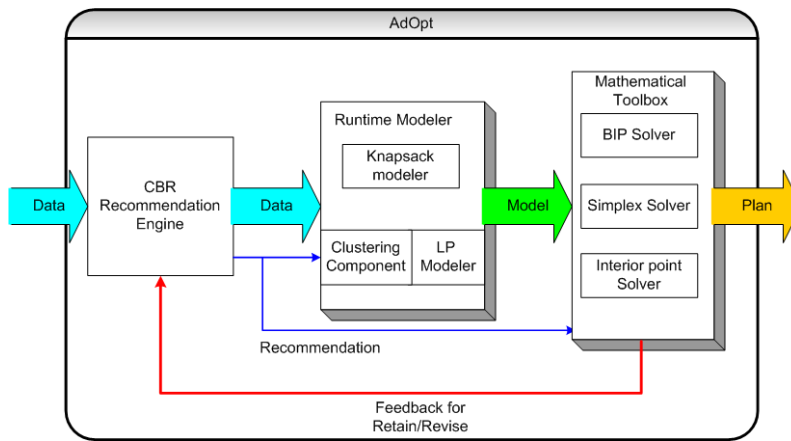 AdOpt
Mathematical
Toolbox
Runtime Modeler
BIP Solver
Knapsack
modeler
CBR
Recommendation
Engine
Data
Data
Model
Simplex Solver
Plan
Clustering
Component
LP
Modeler
Interior point
Solver
Recommendation
Feedback for
Retain/Revise